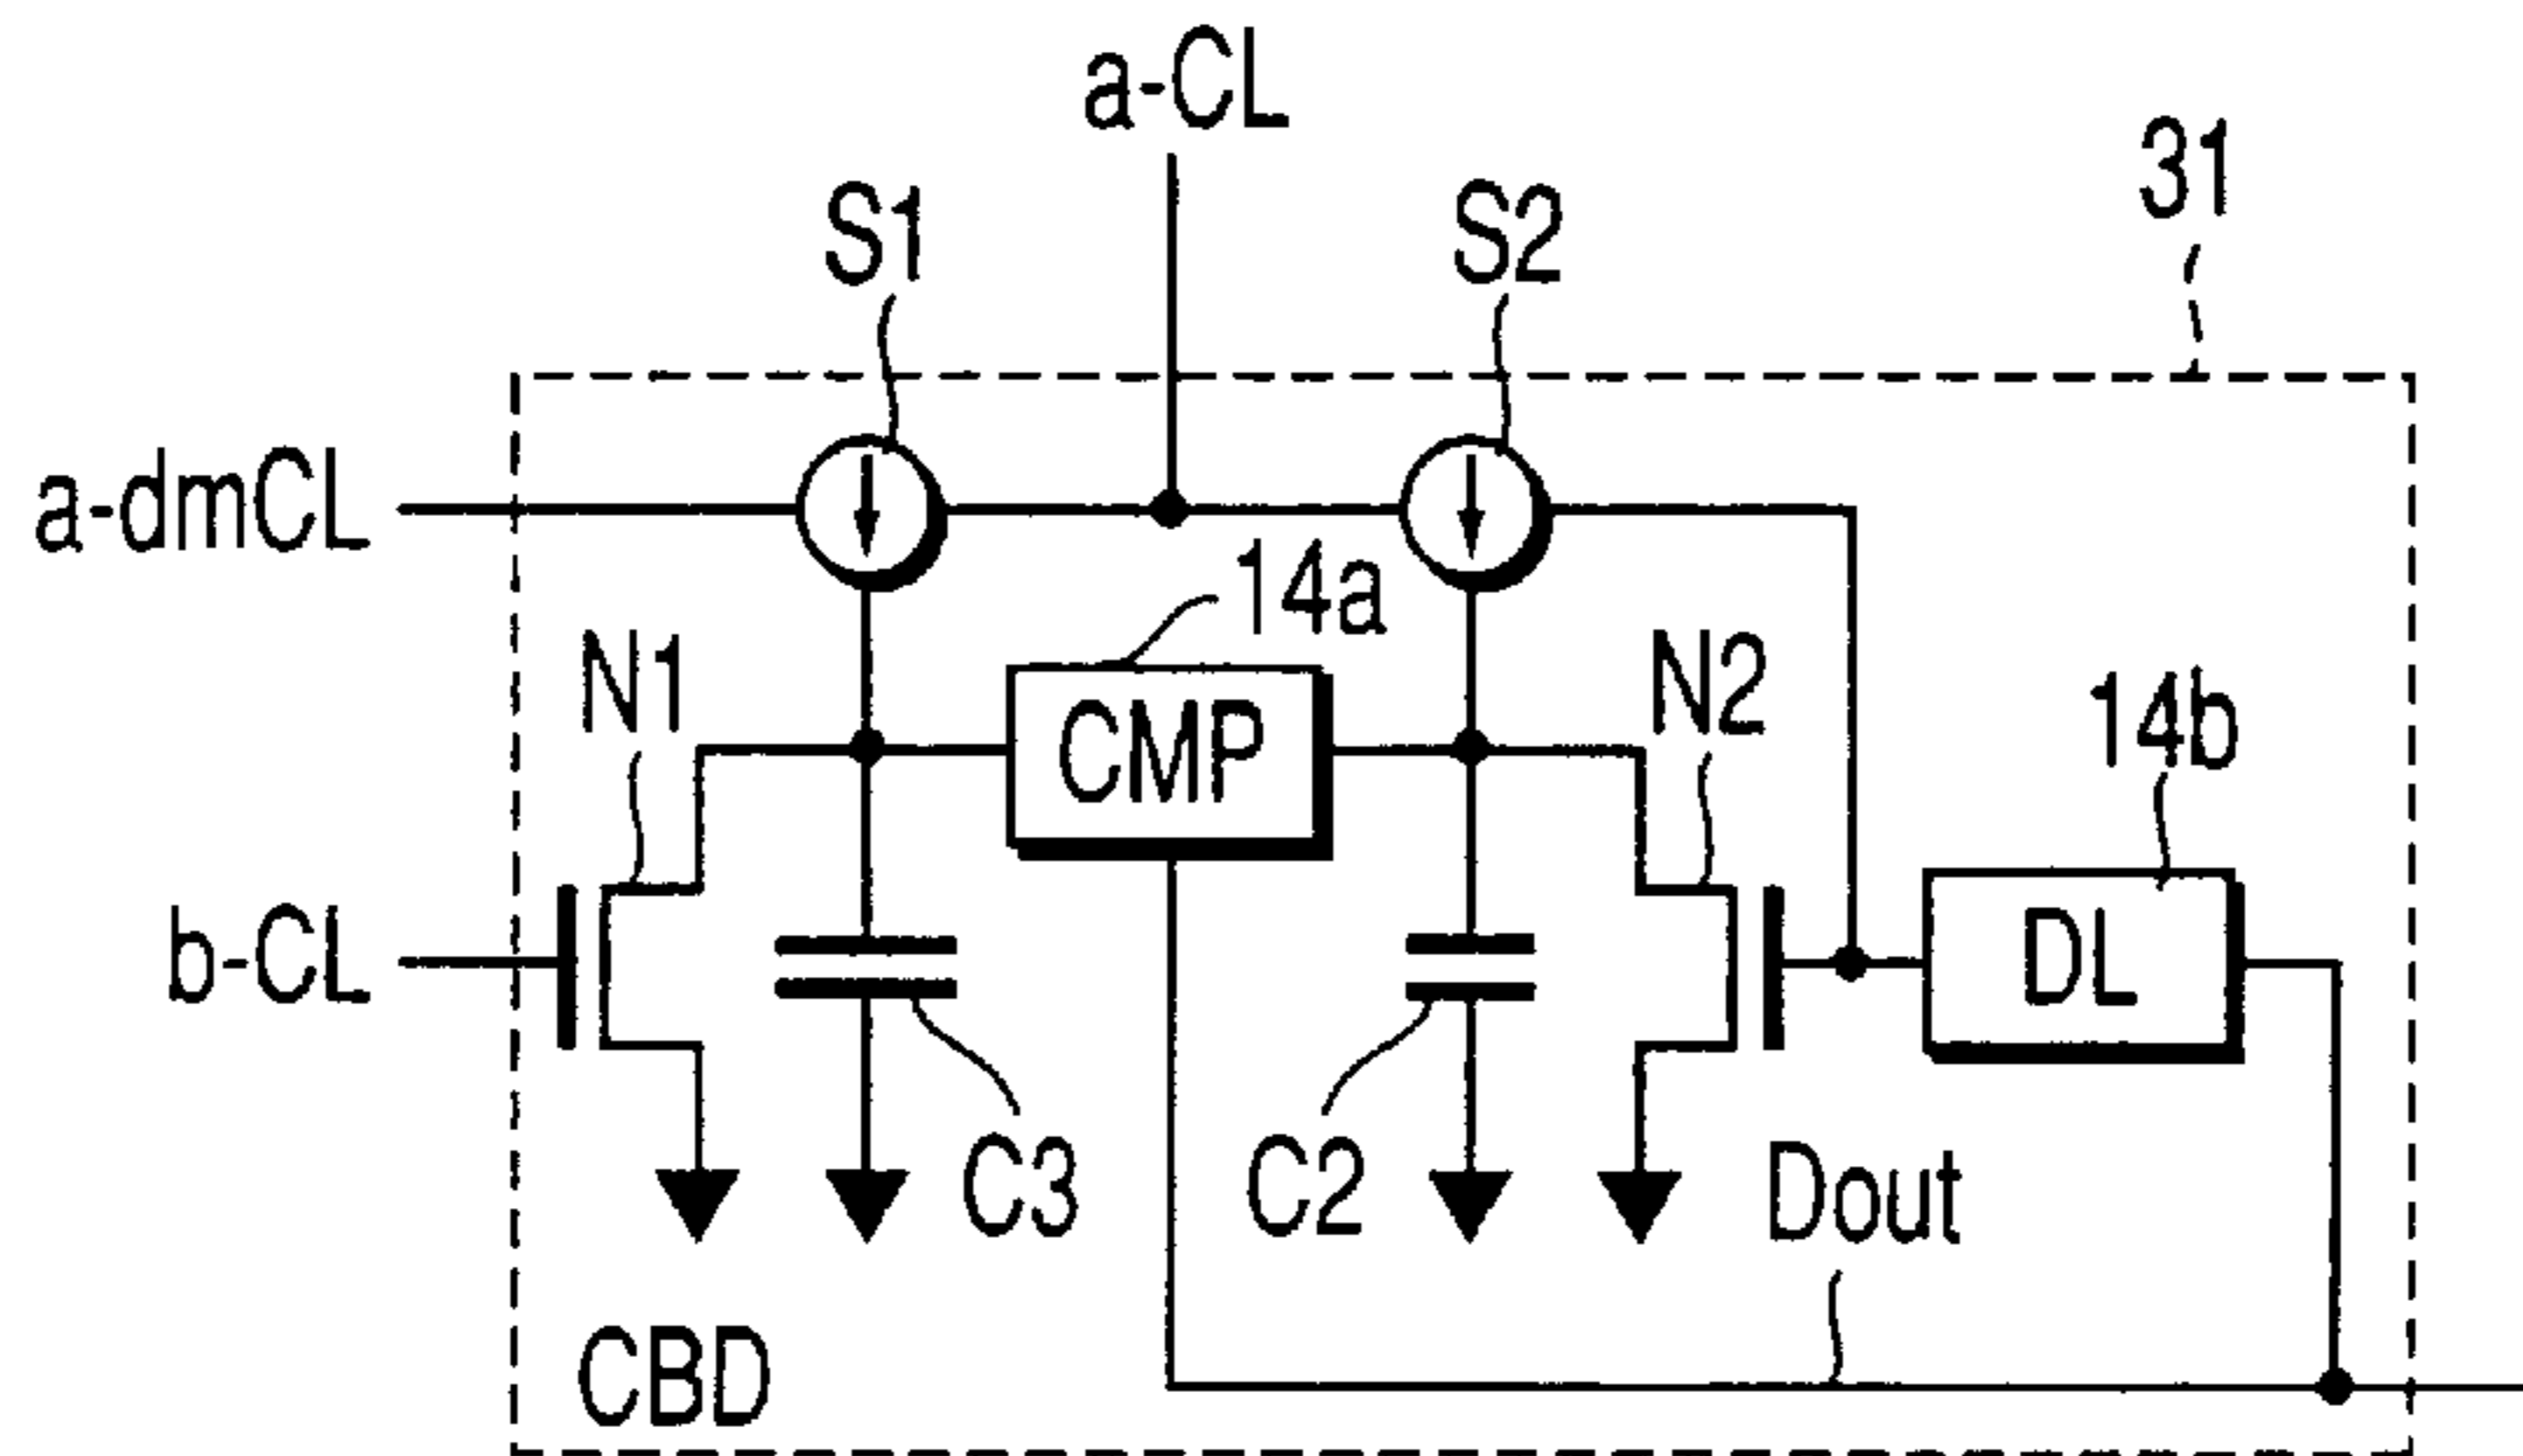 a-CL
31
S1
S2
a-dmCL
14a
N1
N2
CMP
14b
b-CL
DL
C3
C2
Dout
CBD